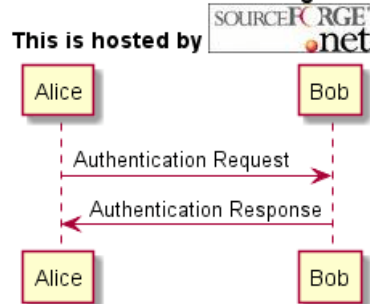 This is hosted by SOURCEFORGE
.net
Alice Bob
Authentication Request
Authentication Response
Alice Bob